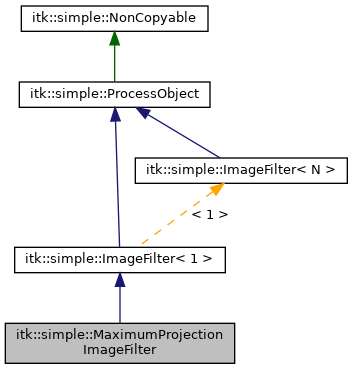 itk::simple::NonCopyable
itk::simple::ProcessObject
itk::simple::ImageFilter< N >
< 1 >
itk::simple::ImageFilter< 1 >
itk::simple::MaximumProjection
ImageFilter